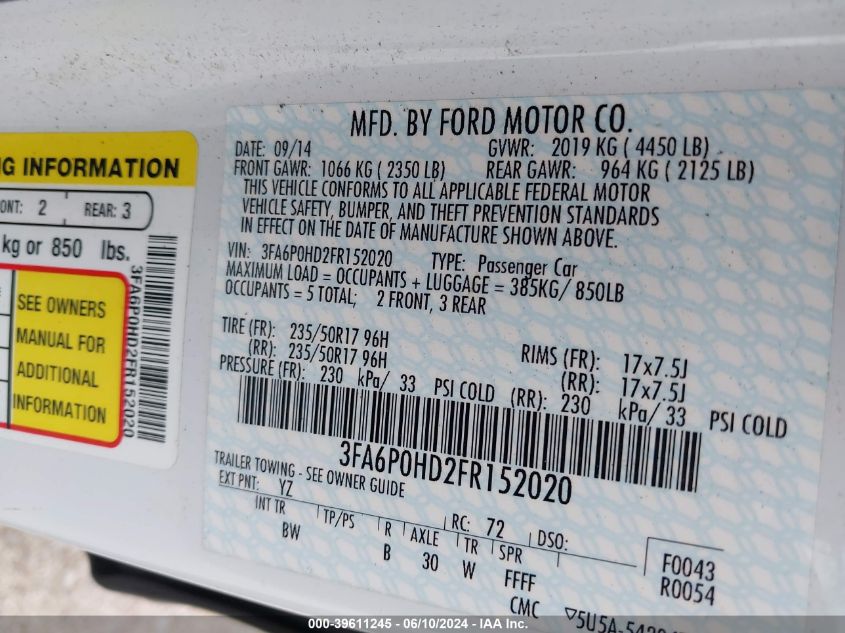 NG INFORMATION
ONT: 2 REAR: 3
kg or 850 lbs.
SEE OWNERS
MANUAL FOR
ADDITIONAL
INFORMATION
3FA6P0HD2FR152020
MFD. BY FORD MOTOR CO.
DATE: 09/14 GVWR: 2019 KG ( 4450 LB)
FRONT GAWR: 1066 KG ( 2350 LB) REAR GAWR: 964 KG ( 2125 LB)
THIS VEHICLE CONFORMS TO ALL APPLICABLE FEDERAL MOTOR
VEHICLE SAFETY, BUMPER, AND THEFT PREVENTION STANDARDS
IN EFFECT ON THE DATE OF MANUFACTURE SHOWN ABOVE.
VIN: 3FA6P0HD2FR152020 TYPE: Passenger Car
MAXIMUM LOAD = OCCUPANTS + LUGGAGE = 385KG/ 850LB
OCCUPANTS = 5 TOTAL; 2 FRONT, 3 REAR
TIRE (FR): 235/50R17 96H RIMS (FR): 17x7.5J
(RR): 235/50R17 96H (RR): 17x7.5J
PRESSURE (FR): 230 kPa/ 33 PSI COLD (RR): 230 kPa/ 33 PSI COLD
3FA6P0HD2FR152020
TRAILER TOWING - SEE OWNER GUIDE
EXT PNT: YZ RC: 72 DSO:
INT TR TP/PS R AXLE TR SPR F0043
BW B 30 W FFFF R0054
CMC 5U5A-5420
000-39611245 - 06/10/2024 - IAA Inc.